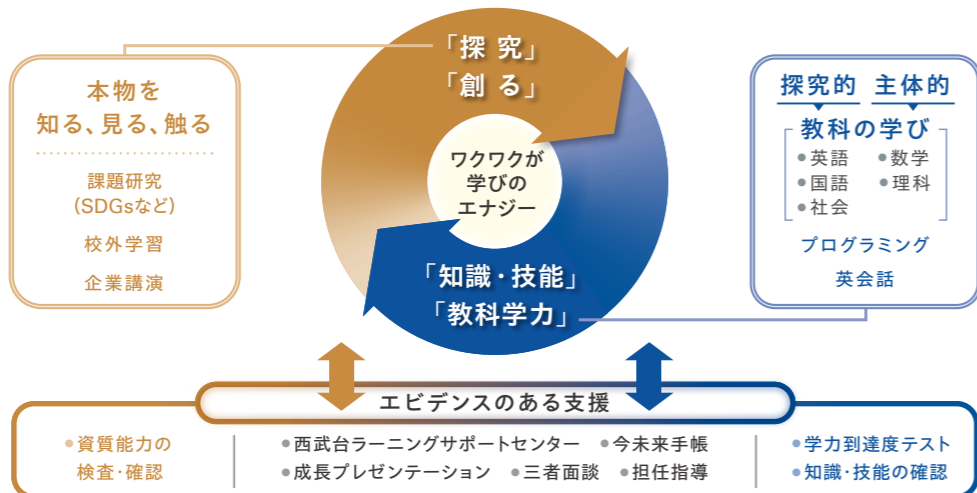 「探究」
「創る」
ワクワクが
学びの
エナジー
「知識・技能」
「教科学力」
本物を
知る、見る、触る
課題研究
(SDGsなど)
校外学習
企業講演
探究的 主体的
教科の学び
●英語 ●数学
●国語 ●理科
●社会
プログラミング
英会話
エビデンスのある支援
●資質能力の
検査・確認
●西武台ラーニングサポートセンター ●今未来手帳
●成長プレゼンテーション ●三者面談 ●担任指導
●学力到達度テスト
●知識・技能の確認